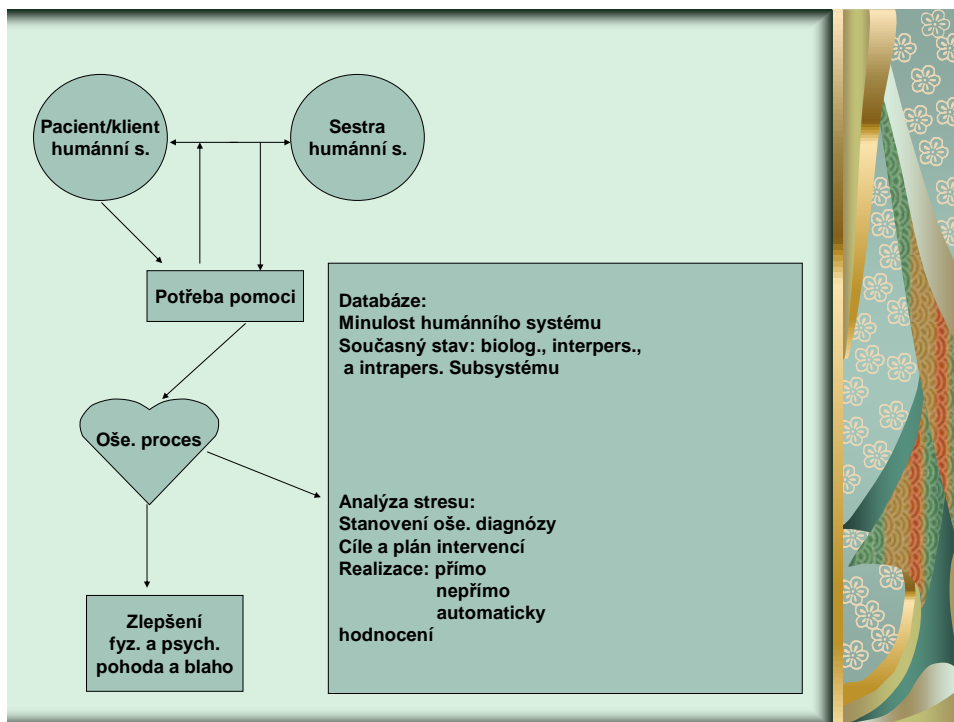 Pacient/klient
humánní s.
Sestra
humánní s.
Potřeba pomoci
Databáze:
Minulost humánního systému
Současný stav: biolog., interpers.,
a intrapers. Subsystému
Oše. proces
Analýza stresu:
Stanovení oše. diagnózy
Cíle a plán intervencí
Realizace: přímo
nepřímo
automaticky
hodnocení
Zlepšení
fyz. a psych.
pohoda a blaho